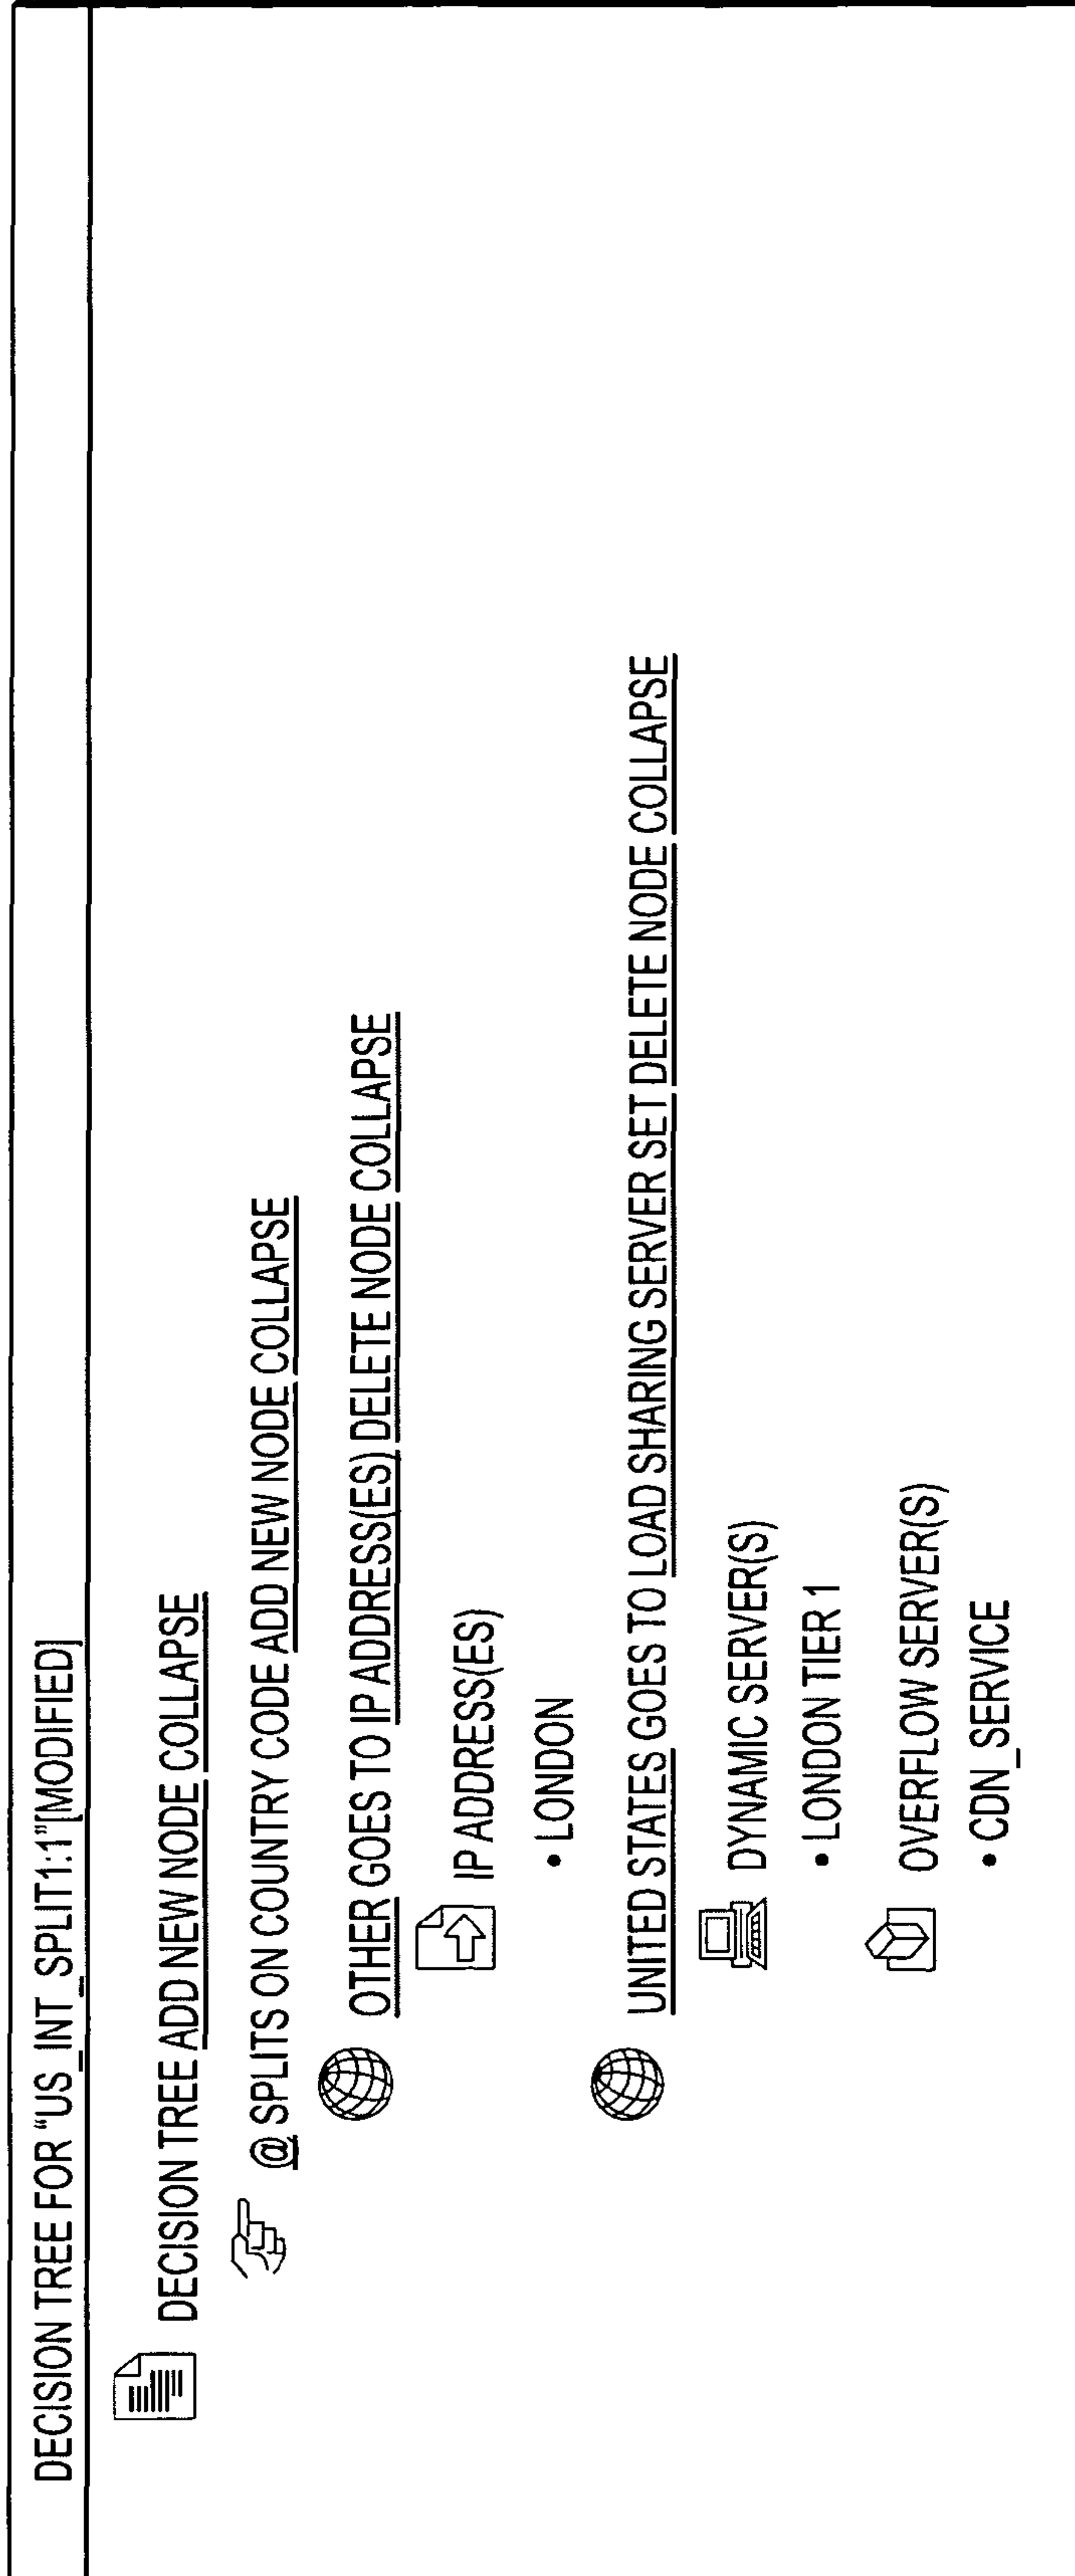 DECISION TREE FOR “US_INT_SPLIT1:1”[MODIFIED]
DECISION TREE ADD NEW NODE COLLAPSE
@ SPLITS ON COUNTRY CODE ADD NEW NODE COLLAPSE
OTHER GOES TO IP ADDRESS(ES) DELETE NODE COLLAPSE
IP ADDRESS(ES)
• LONDON
UNITED STATES GOES TO LOAD SHARING SERVER SET DELETE NODE COLLAPSE
DYNAMIC SERVER(S)
• LONDON TIER 1
OVERFLOW SERVER(S)
• CDN_SERVICE